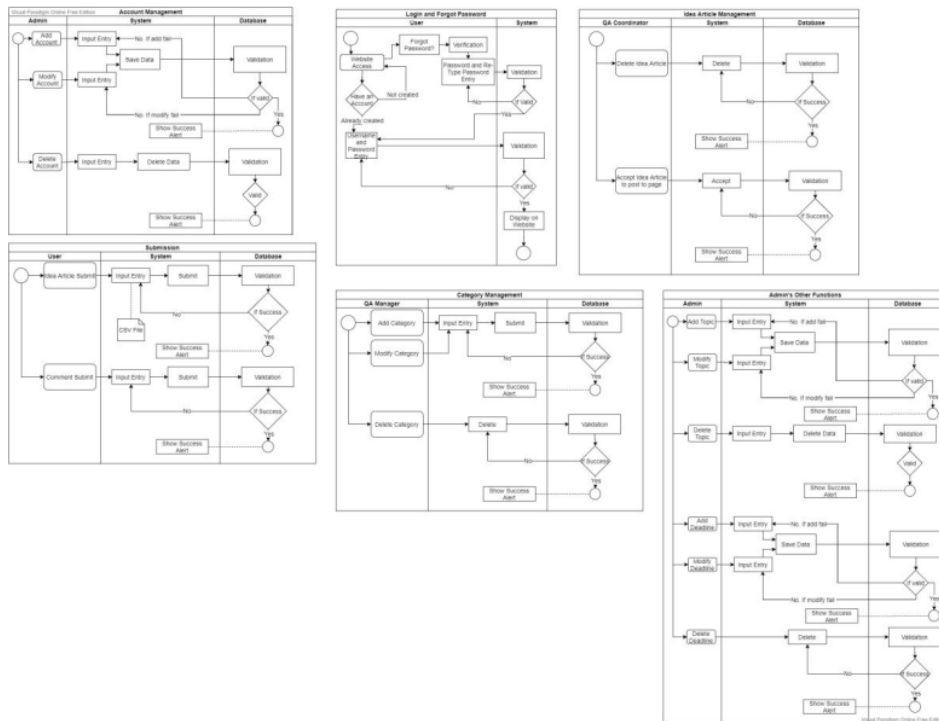 Visual Paradigm Online Free Edition
Account Management
Admin
System
Database
Add
Account
Input Entry
No. If add fail
Save Data
Validation
Modify
Account
Input Entry
If valid
No. If modify fail
Yes
Show Success
Alert
Delete
Account
Input Entry
Delete Data
Validation
Valid
Show Success
Alert
Login and Forgot Password
User
System
Forgot
Password?
Verification
Website
Access
Password and Re-
Type Password
Entry
Validation
Have an
Account
Not created
No
If Valid
Already created
Yes
Username
and
Password
Entry
Validation
No
If valid
Yes
Display on
Website
Idea Article Management
QA Coordinator
System
Database
Delete Idea Article
Delete
Validation
No
If Success
Yes
Show Success
Alert
Accept Idea Article
to post to page
Accept
Validation
No
If Success
Yes
Show Success
Alert
Submission
User
System
Database
Idea Article Submit
Input Entry
Submit
Validation
No
If Success
CSV File
Yes
Show Success
Alert
Comment Submit
Input Entry
Submit
Validation
No
If Success
Yes
Show Success
Alert
Category Management
QA Manager
System
Database
Add Category
Input Entry
Submit
Validation
Modify Category
No
If Success
Yes
Show Success
Alert
Delete Category
Delete
Validation
No
If Success
Yes
Show Success
Alert
Admin's Other Functions
Admin
System
Database
Add Topic
Input Entry
No. If add fail
Save Data
Validation
Modify
Topic
Input Entry
If valid
No. If modify fail
Yes
Show Success
Alert
Delete
Topic
Input Entry
Delete Data
Validation
Valid
Show Success
Alert
Add
Deadline
Input Entry
No. If add fail
Save Data
Validation
Modify
Deadline
Input Entry
If valid
No. If modify fail
Yes
Show Success
Alert
Delete
Deadline
Delete
Validation
No
If Success
Yes
Show Success
Alert
Visual Paradigm Online Free Edition